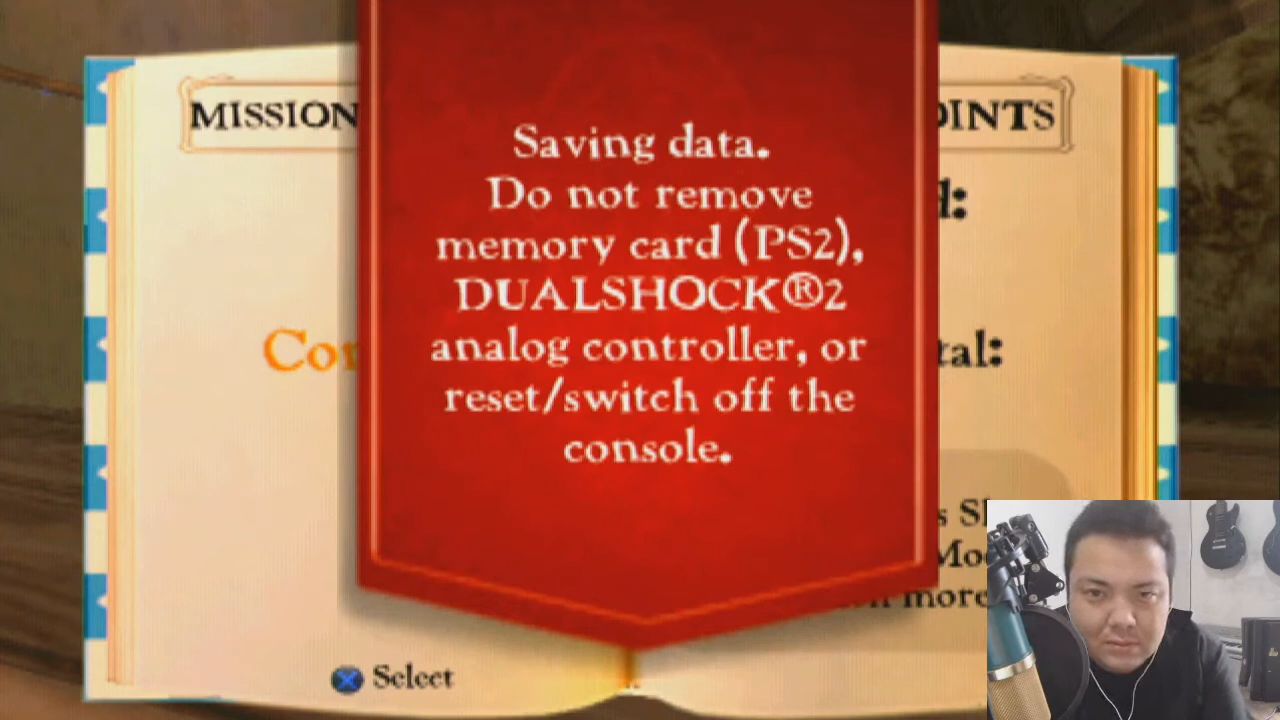 MISSION
Saving data.
Do not remove
memory card (PS2),
DUALSHOCK®2
analog controller, or
reset/switch off the
console.
Select